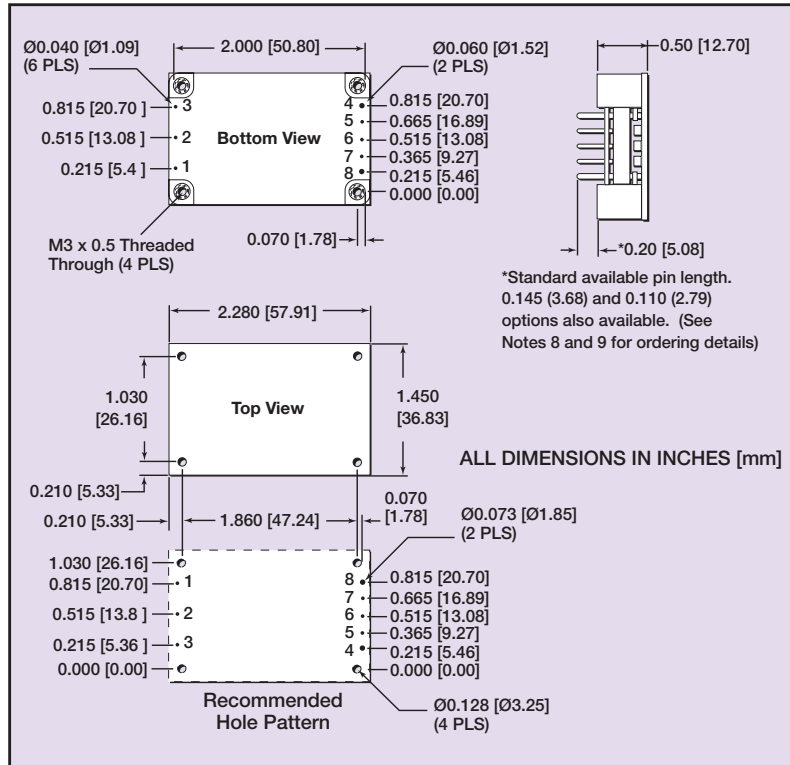 Ø0.040 [Ø1.09]
(6 PLS)
2.000 [50.80]
Ø0.060 [Ø1.52]
(2 PLS)
0.50 [12.70]
0.815 [20.70 ]
3
0.515 [13.08 ]
2
0.215 [5.4 ]
1
Bottom View
4
0.815 [20.70]
5
0.665 [16.89]
6
0.515 [13.08]
7
0.365 [9.27]
8
0.215 [5.46]
0.000 [0.00]
0.070 [1.78]
M3 x 0.5 Threaded
Through (4 PLS)
*0.20 [5.08]
*Standard available pin length.
0.145 (3.68) and 0.110 (2.79)
options also available. (See
Notes 8 and 9 for ordering details)
2.280 [57.91]
1.030
[26.16]
Top View
1.450
[36.83]
ALL DIMENSIONS IN INCHES [mm]
0.210 [5.33]
0.210 [5.33]
1.860 [47.24]
0.070
[1.78]
Ø0.073 [Ø1.85]
(2 PLS)
1.030 [26.16]
0.815 [20.70]
1
0.515 [13.8 ]
2
0.215 [5.36 ]
3
0.000 [0.00]
8
0.815 [20.70]
7
0.665 [16.89]
6
0.515 [13.08]
5
0.365 [9.27]
4
0.215 [5.46]
0.000 [0.00]
Recommended
Hole Pattern
Ø0.128 [Ø3.25]
(4 PLS)